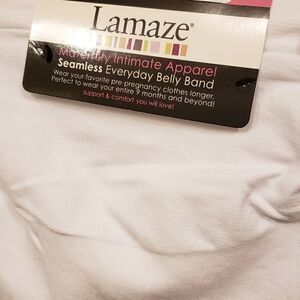 Lamaze®
Maternity Intimate Apparel
Seamless Everyday Belly Band
Wear your favorite pre-pregnancy clothes longer.
Perfect to wear your entire 9 months and beyond!
support & comfort you will love!